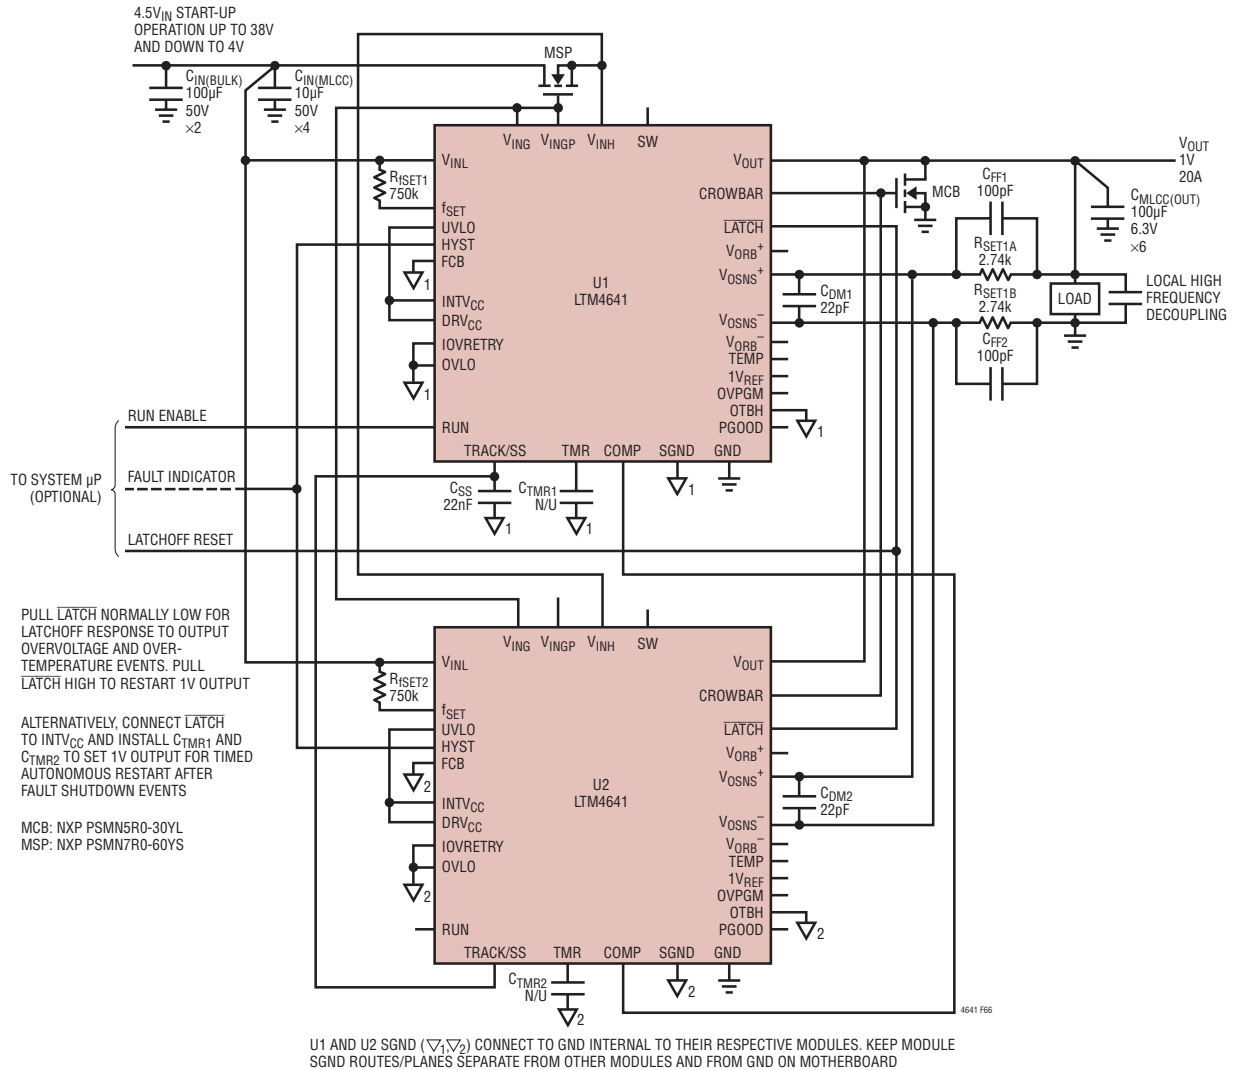 4.5VIN START-UP
OPERATION UP TO 38V
AND DOWN TO 4V
CIN(BULK)
100µF
50V
×2
CIN(MLCC)
10µF
50V
×4
MSP
VING
VINGP
VINH
SW
VINL
RfSET1
750k
fSET
UVLO
HYST
FCB
1
INTVCC
DRVCC
IOVRETRY
OVLO
1
RUN
U1
LTM4641
VOUT
CROWBAR
LATCH
VORB+
VOSNS+
VOSNS–
VORB–
TEMP
1VREF
OVPGM
OTBH
PGOOD
1
TRACK/SS
TMR
COMP
SGND
GND
CSS
22nF
1
CTMR1
N/U
1
1
MCB
CDM1
22pF
CFF1
100pF
RSET1A
2.74k
RSET1B
2.74k
CFF2
100pF
VOUT
1V
20A
CMLCC(OUT)
100µF
6.3V
×6
LOAD
LOCAL HIGH
FREQUENCY
DECOUPLING
TO SYSTEM µP
(OPTIONAL)
RUN ENABLE
FAULT INDICATOR
LATCHOFF RESET
PULL LATCH NORMALLY LOW FOR
LATCHOFF RESPONSE TO OUTPUT
OVERVOLTAGE AND OVER-
TEMPERATURE EVENTS. PULL
LATCH HIGH TO RESTART 1V OUTPUT
ALTERNATIVELY, CONNECT LATCH
TO INTVCC AND INSTALL CTMR1 AND
CTMR2 TO SET 1V OUTPUT FOR TIMED
AUTONOMOUS RESTART AFTER
FAULT SHUTDOWN EVENTS
MCB: NXP PSMN5R0-30YL
MSP: NXP PSMN7R0-60YS
VING
VINGP
VINH
SW
VINL
RfSET2
750k
fSET
UVLO
HYST
FCB
2
INTVCC
DRVCC
IOVRETRY
OVLO
2
RUN
U2
LTM4641
VOUT
CROWBAR
LATCH
VORB+
VOSNS+
VOSNS–
VORB–
TEMP
1VREF
OVPGM
OTBH
PGOOD
2
CDM2
22pF
TRACK/SS
TMR
COMP
SGND
GND
CTMR2
N/U
2
2
4641 F66
U1 AND U2 SGND (▽1,▽2) CONNECT TO GND INTERNAL TO THEIR RESPECTIVE MODULES. KEEP MODULE
SGND ROUTES/PLANES SEPARATE FROM OTHER MODULES AND FROM GND ON MOTHERBOARD